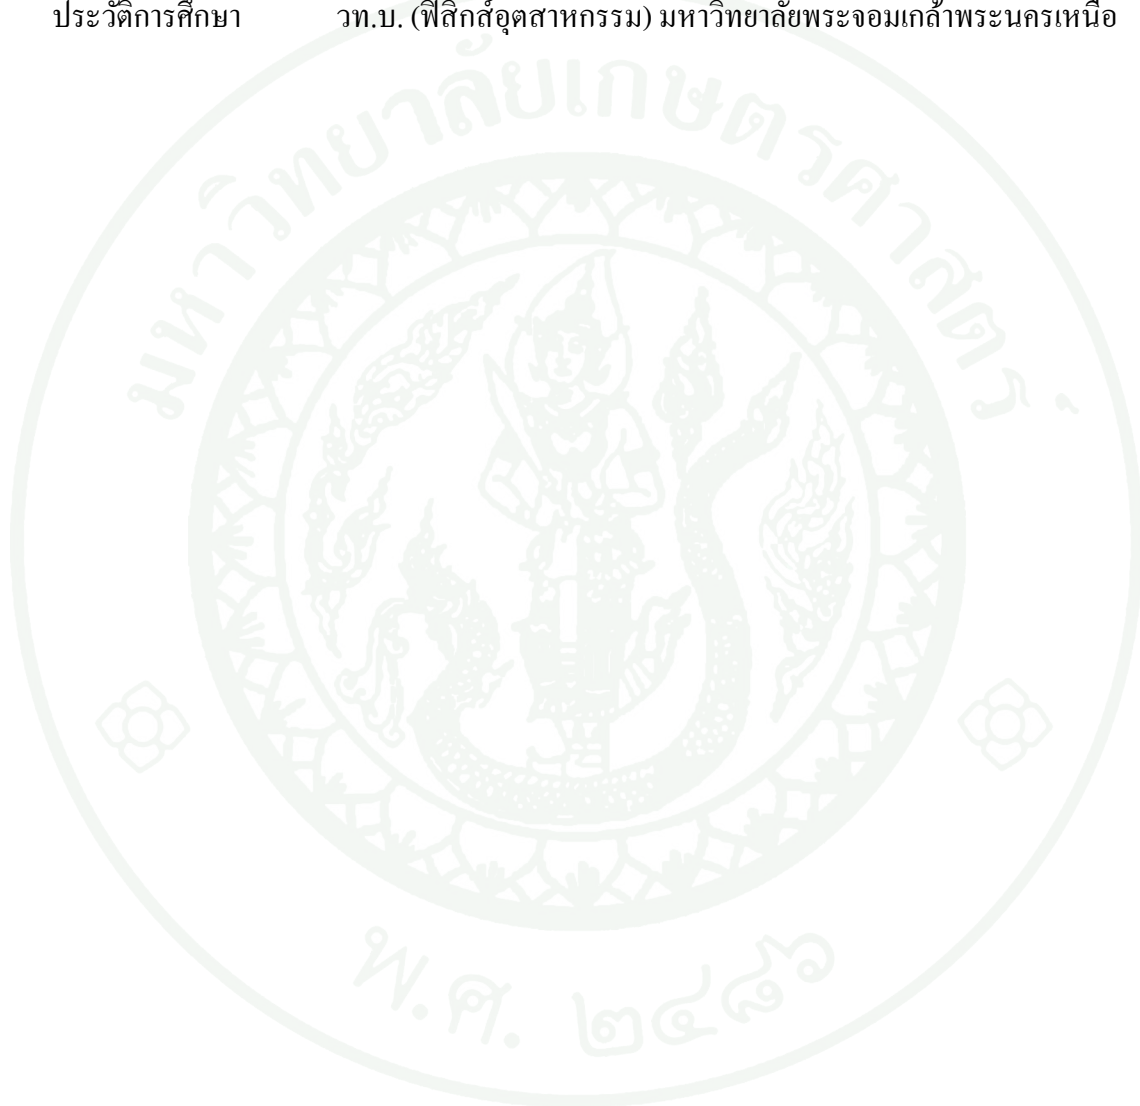 ประวัติการศึกษา วท.บ. (ฟิสิกส์อุตสาหกรรม) มหาวิทยาลัยพระจอมเกล้าพระนครเหนือ
มหาวิทยาลัยเกษตรศาสตร์
พ.ศ. ๒๔๘๖